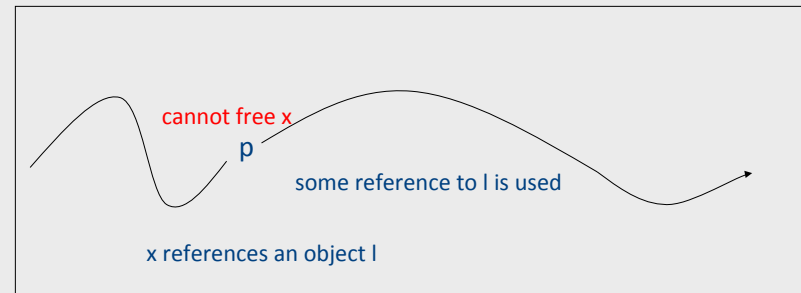 cannot free x
p
some reference to l is used
x references an object l